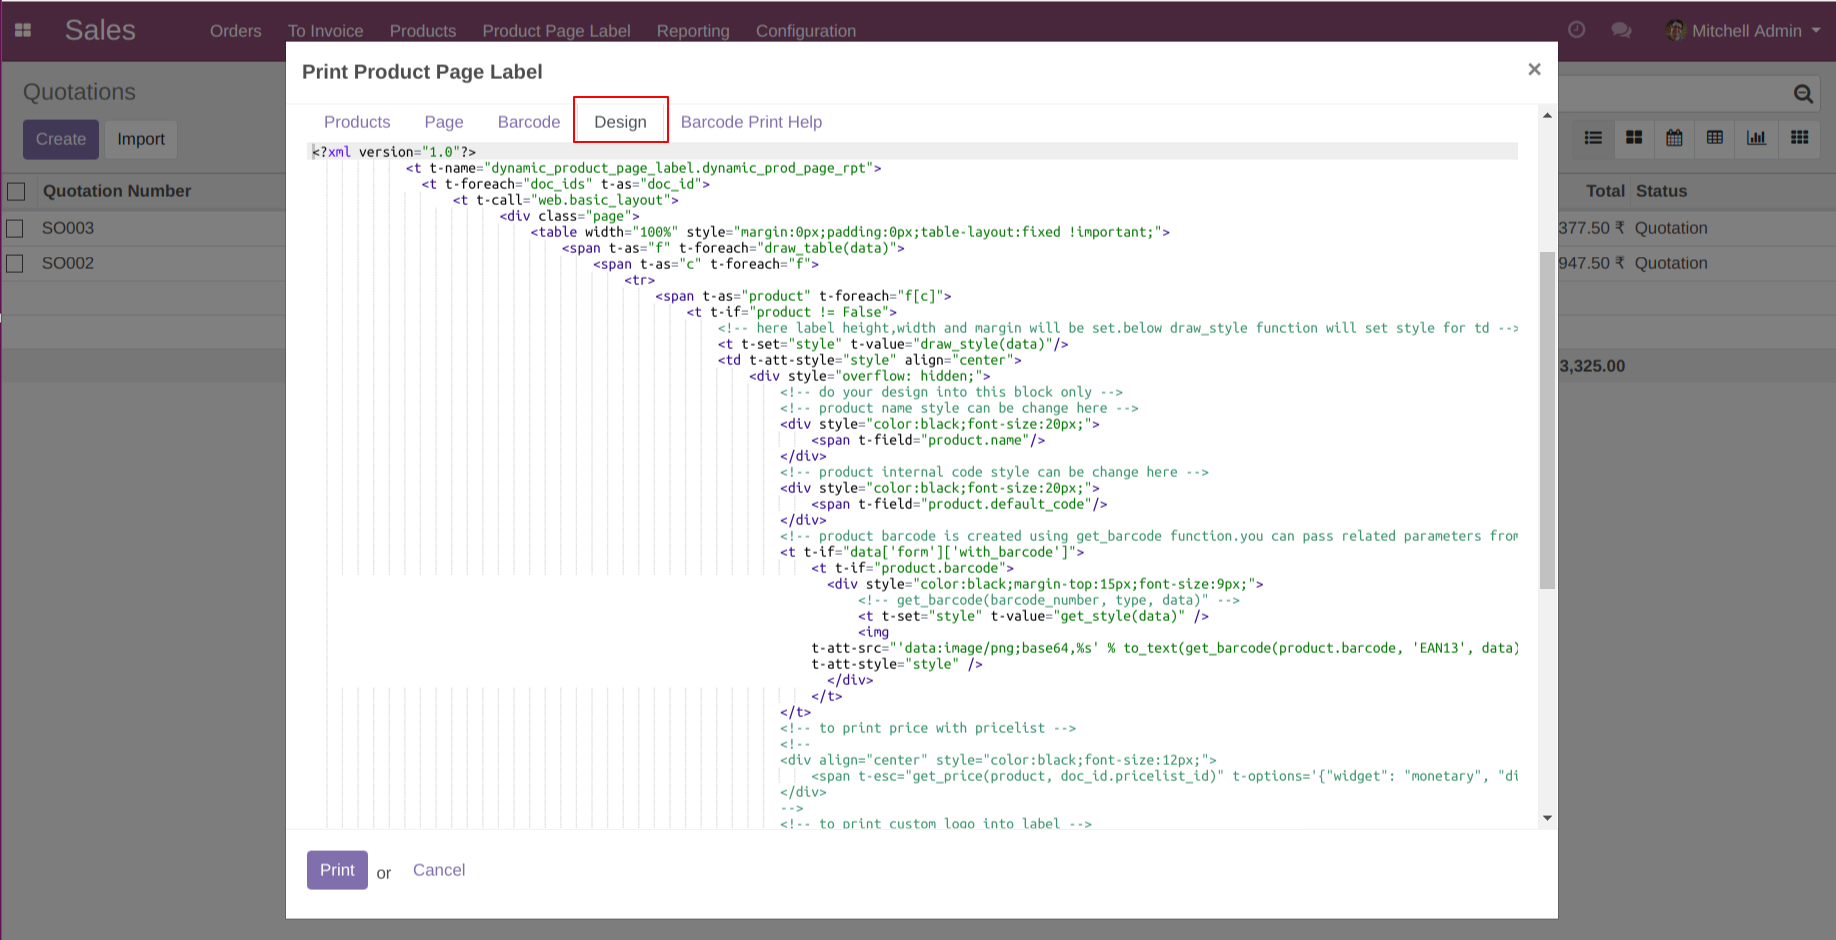 Sales Orders To Invoice Products Product Page Label Reporting Configuration Mitchell Admin
Quotations
Create Import
Quotation Number Total Status
SO003 377.50 ₹ Quotation
SO002 947.50 ₹ Quotation
3,325.00
Print Product Page Label ×
Products Page Barcode Design Barcode Print Help
<?xml version="1.0"?>
<t t-name="dynamic_product_page_label.dynamic_prod_page_rpt">
<t t-foreach="doc_ids" t-as="doc_id">
<t t-call="web.basic_layout">
<div class="page">
<table width="100%" style="margin:0px;padding:0px;table-layout:fixed !important;">
<span t-as="f" t-foreach="draw_table(data)">
<span t-as="c" t-foreach="f">
<tr>
<span t-as="product" t-foreach="f[c]">
<t t-if="product != False">
<!-- here label height,width and margin will be set.below draw_style function will set style for td -->
<t t-set="style" t-value="draw_style(data)"/>
<td t-att-style="style" align="center">
<div style="overflow: hidden;">
<!-- do your design into this block only -->
<!-- product name style can be change here -->
<div style="color:black;font-size:20px;">
<span t-field="product.name"/>
</div>
<!-- product internal code style can be change here -->
<div style="color:black;font-size:20px;">
<span t-field="product.default_code"/>
</div>
<!-- product barcode is created using get_barcode function.you can pass related parameters from
<t t-if="data['form']['with_barcode']">
<t t-if="product.barcode">
<div style="color:black;margin-top:15px;font-size:9px;">
<!-- get_barcode(barcode_number, type, data)" -->
<t t-set="style" t-value="get_style(data)" />
<img
t-att-src="'data:image/png;base64,%s' % to_text(get_barcode(product.barcode, 'EAN13', data)
t-att-style="style" />
</div>
</t>
</t>
<!-- to print price with pricelist -->
<!--
<div align="center" style="color:black;font-size:12px;">
<span t-esc="get_price(product, doc_id.pricelist_id)" t-options='{"widget": "monetary", "di
</div>
-->
<!-- to print custom logo into label -->
Print or Cancel